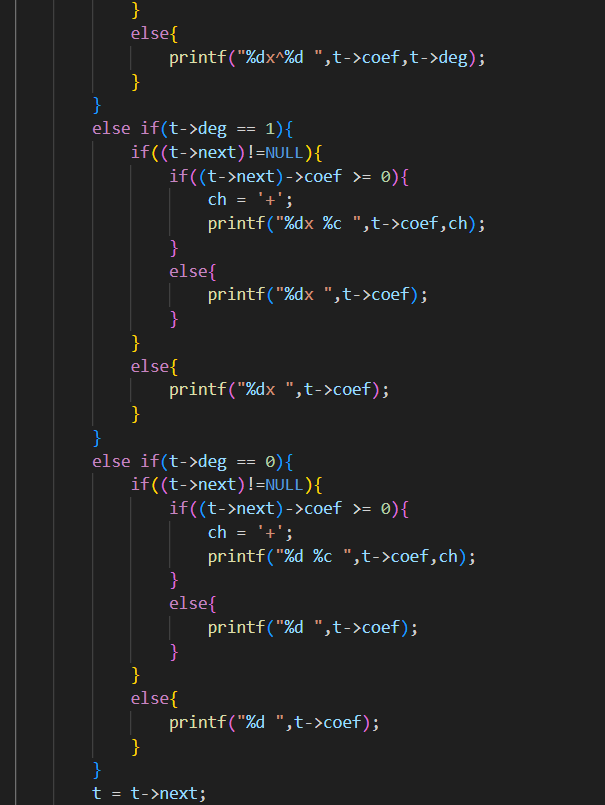 }
else{
printf("%dx^%d ",t->coef,t->deg);
}
}
else if(t->deg == 1){
if((t->next)!=NULL){
if((t->next)->coef >= 0){
ch = '+';
printf("%dx %c ",t->coef,ch);
}
else{
printf("%dx ",t->coef);
}
}
else{
printf("%dx ",t->coef);
}
}
else if(t->deg == 0){
if((t->next)!=NULL){
if((t->next)->coef >= 0){
ch = '+';
printf("%d %c ",t->coef,ch);
}
else{
printf("%d ",t->coef);
}
}
else{
printf("%d ",t->coef);
}
}
t = t->next;